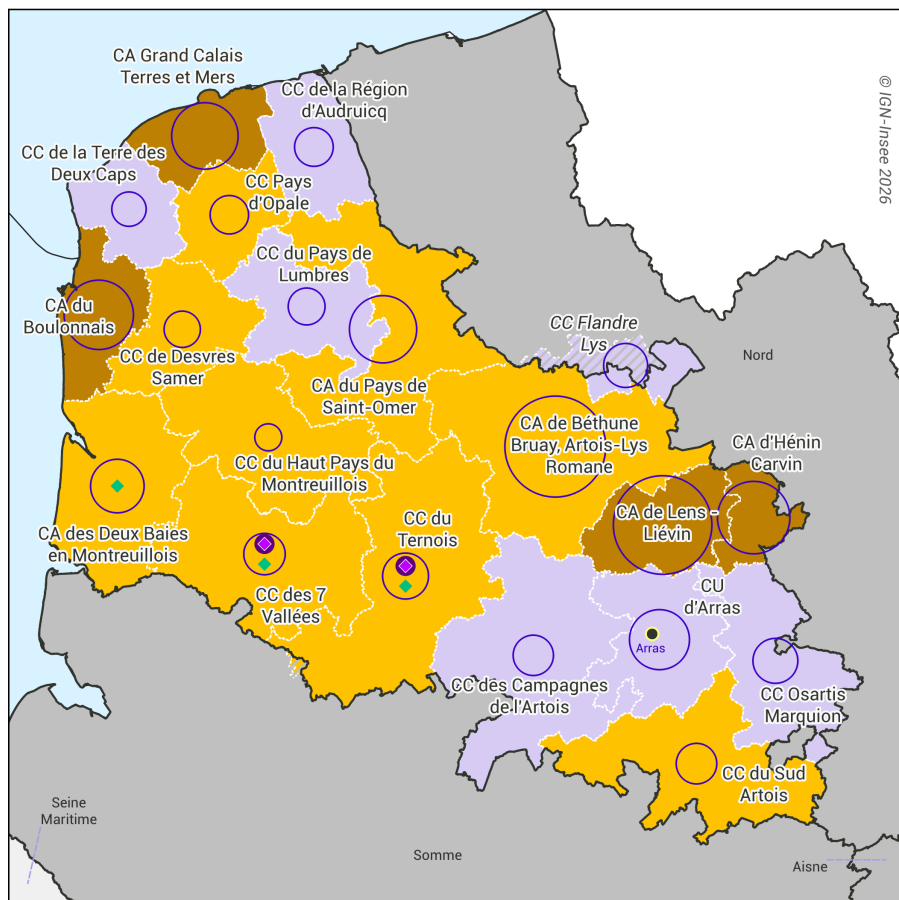 CA Grand Calais
Terres et Mers
CC de la Région
d'Audruicq
© IGN-Insee 2026
CC de la Terre des
Deux Caps
CC Pays
d'Opale
CC du Pays de
Lumbres
CA du
Boulonnais
CC Flandre
Lys
Nord
CC de Desvres
Samer
CA du Pays de
Saint-Omer
CA de Béthune
Bruay, Artois-Lys
Romane
CA d'Hénin
Carvin
CC du Haut Pays du
Montreuillois
CA des Deux Baies
en Montreuillois
CC du
Ternois
CA de Lens -
Liévin
CC des 7
Vallées
CU
d'Arras
Arras
CC des Campagnes
de l'Artois
CC Osartis
Marquion
CC du Sud
Artois
Seine
Maritime
Somme
Aisne